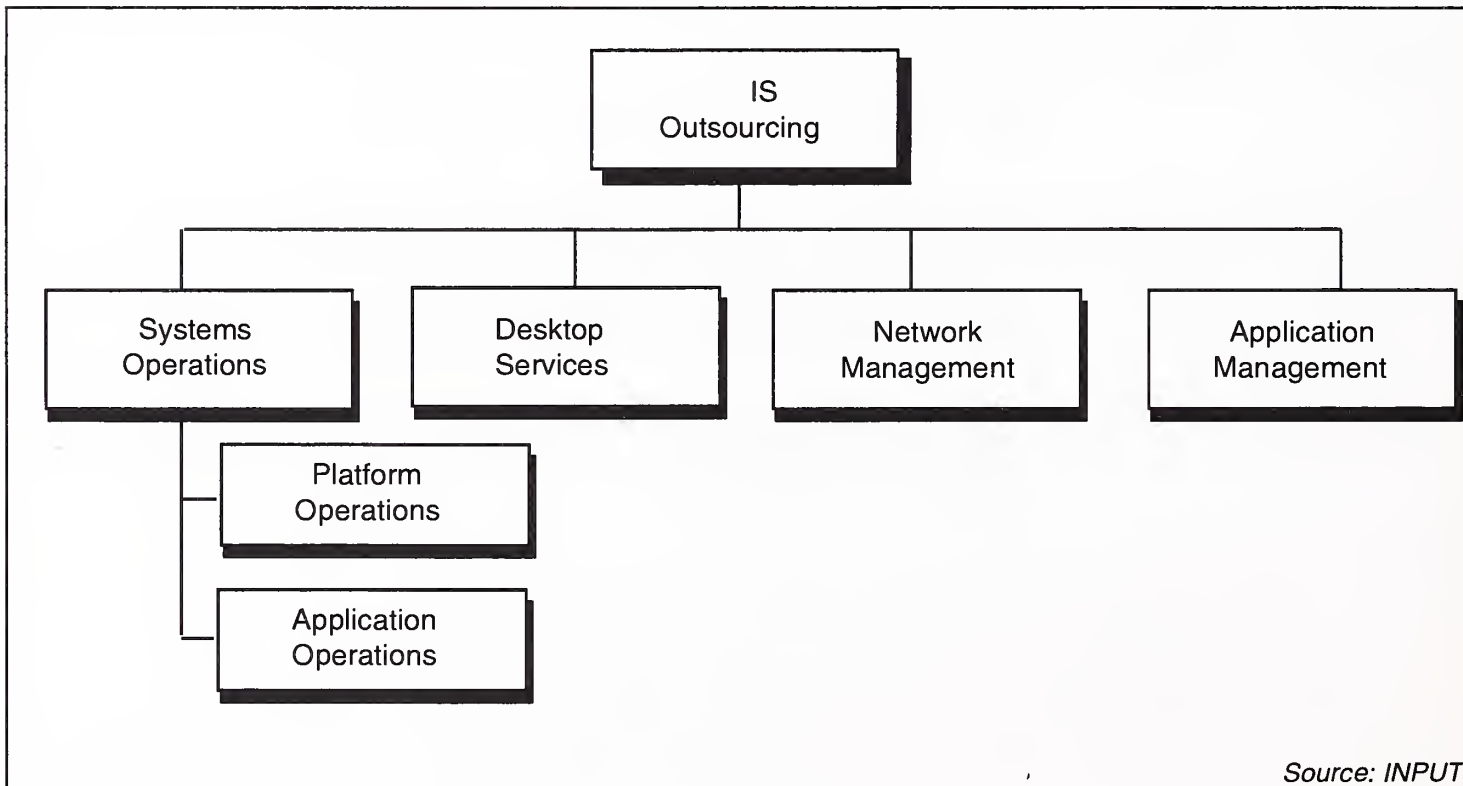 IS
Outsourcing
Systems
Operations
Desktop
Services
Network
Management
Application
Management
Platform
Operations
Application
Operations
Source: INPUT